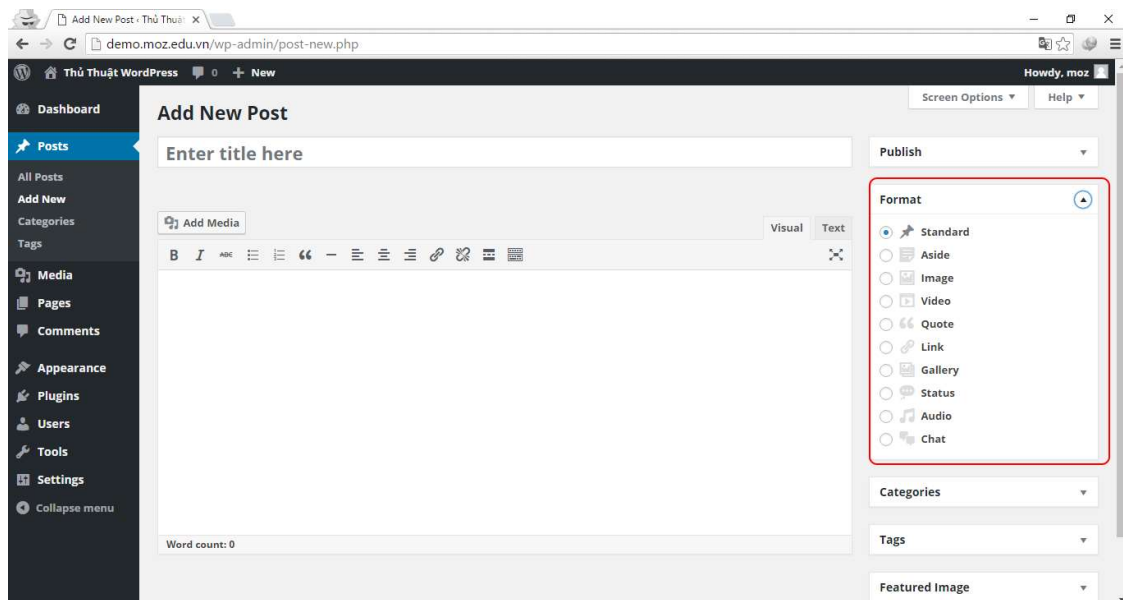 Add New Post ‹ Thủ Thuậ
demo.moz.edu.vn/wp-admin/post-new.php
Thủ Thuật WordPress 0 + New
Howdy, moz
Screen Options ▼ Help ▼
Dashboard
Posts
All Posts
Add New
Categories
Tags
Media
Pages
Comments
Appearance
Plugins
Users
Tools
Settings
Collapse menu
Add New Post
Enter title here
Add Media
Visual Text
B I ABC
Word count: 0
Publish
Format
Standard
Aside
Image
Video
Quote
Link
Gallery
Status
Audio
Chat
Categories
Tags
Featured Image